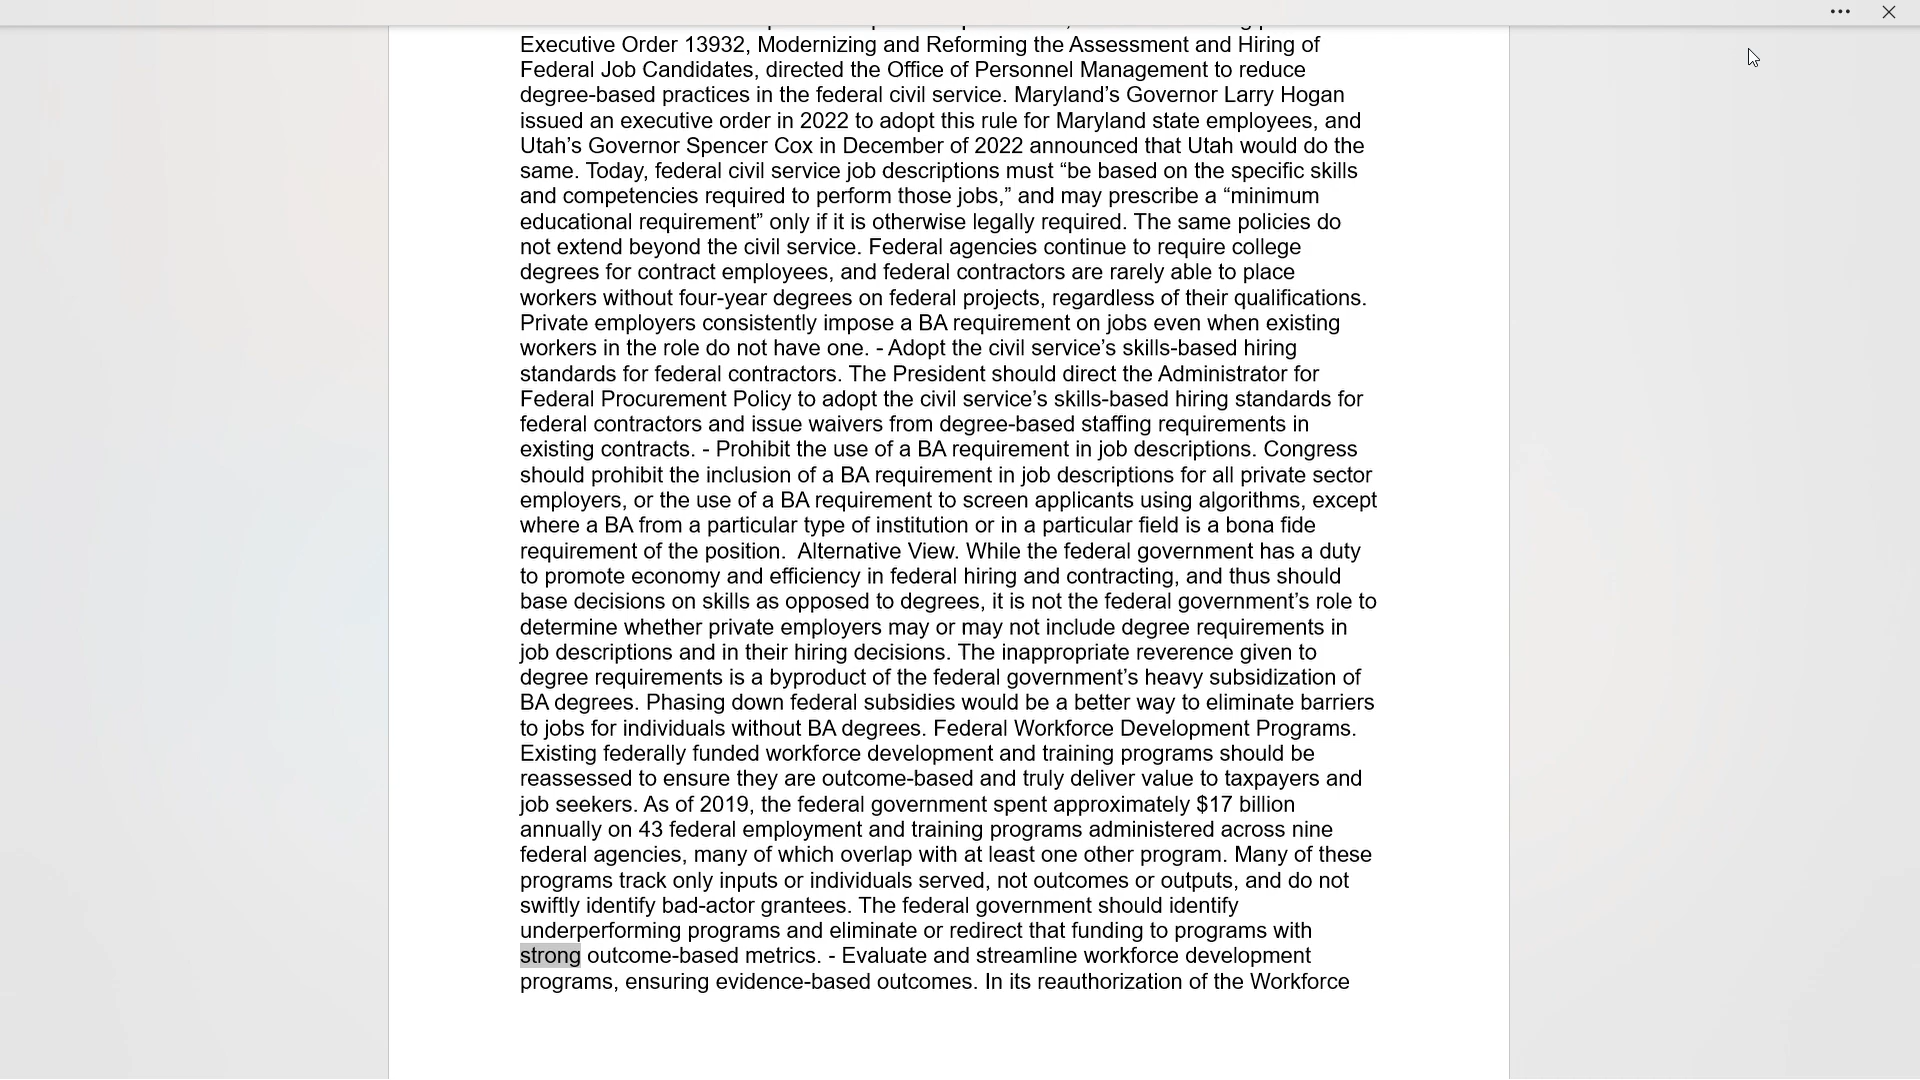 Executive Order 13932, Modernizing and Reforming the Assessment and Hiring of
Federal Job Candidates, directed the Office of Personnel Management to reduce
degree-based practices in the federal civil service. Maryland’s Governor Larry Hogan
issued an executive order in 2022 to adopt this rule for Maryland state employees, and
Utah’s Governor Spencer Cox in December of 2022 announced that Utah would do the
same. Today, federal civil service job descriptions must “be based on the specific skills
and competencies required to perform those jobs,” and may prescribe a “minimum
educational requirement” only if it is otherwise legally required. The same policies do
not extend beyond the civil service. Federal agencies continue to require college
degrees for contract employees, and federal contractors are rarely able to place
workers without four-year degrees on federal projects, regardless of their qualifications.
Private employers consistently impose a BA requirement on jobs even when existing
workers in the role do not have one. - Adopt the civil service’s skills-based hiring
standards for federal contractors. The President should direct the Administrator for
Federal Procurement Policy to adopt the civil service’s skills-based hiring standards for
federal contractors and issue waivers from degree-based staffing requirements in
existing contracts. - Prohibit the use of a BA requirement in job descriptions. Congress
should prohibit the inclusion of a BA requirement in job descriptions for all private sector
employers, or the use of a BA requirement to screen applicants using algorithms, except
where a BA from a particular type of institution or in a particular field is a bona fide
requirement of the position.  Alternative View. While the federal government has a duty
to promote economy and efficiency in federal hiring and contracting, and thus should
base decisions on skills as opposed to degrees, it is not the federal government’s role to
determine whether private employers may or may not include degree requirements in
job descriptions and in their hiring decisions. The inappropriate reverence given to
degree requirements is a byproduct of the federal government’s heavy subsidization of
BA degrees. Phasing down federal subsidies would be a better way to eliminate barriers
to jobs for individuals without BA degrees. Federal Workforce Development Programs.
Existing federally funded workforce development and training programs should be
reassessed to ensure they are outcome-based and truly deliver value to taxpayers and
job seekers. As of 2019, the federal government spent approximately $17 billion
annually on 43 federal employment and training programs administered across nine
federal agencies, many of which overlap with at least one other program. Many of these
programs track only inputs or individuals served, not outcomes or outputs, and do not
swiftly identify bad-actor grantees. The federal government should identify
underperforming programs and eliminate or redirect that funding to programs with
strong outcome-based metrics. - Evaluate and streamline workforce development
programs, ensuring evidence-based outcomes. In its reauthorization of the Workforce